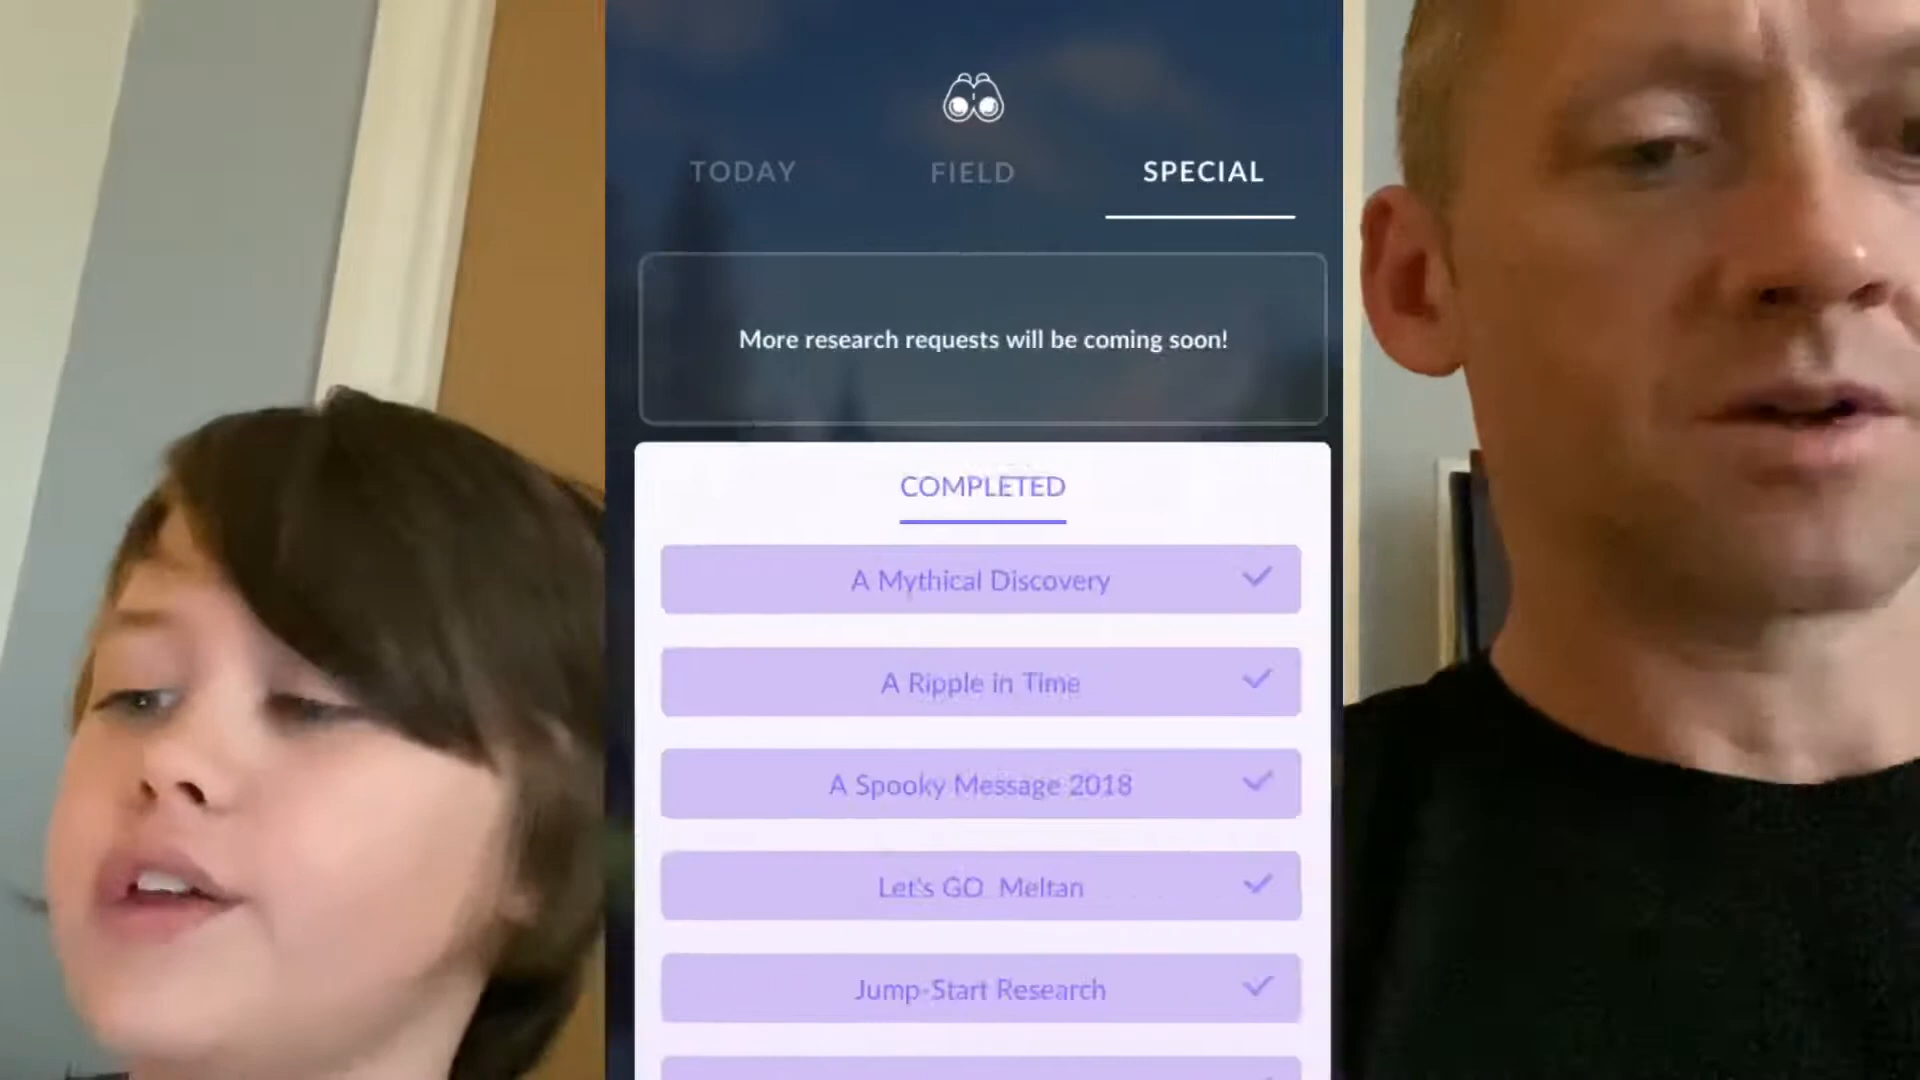 TODAY
FIELD
SPECIAL
More research requests will be coming soon!
COMPLETED
A Mythical Discovery
A Ripple in Time
A Spooky Message 2018
Let's GO Meltan
Jump-Start Research